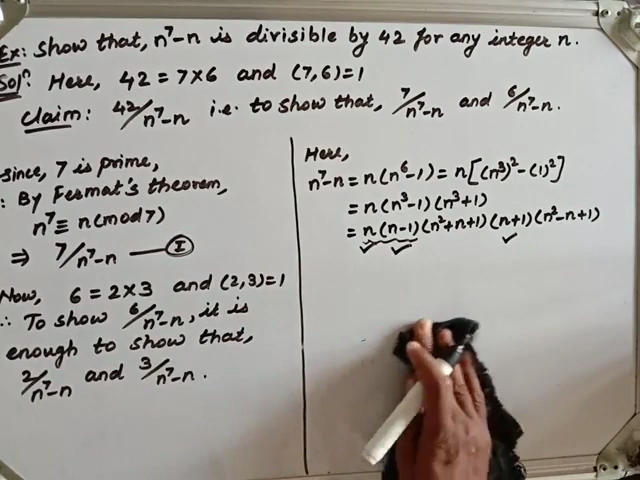 Ex: Show that, n⁷-n is divisible by 42 for any integer n.
Solⁿ: Here, 42 = 7×6 and (7,6)=1
Claim: 42/n⁷-n i.e. to show that, 7/n⁷-n and 6/n⁷-n.
Since, 7 is prime,
∴ By Fermat's theorem,
n⁷ ≡ n(mod 7)
⇒ 7/n⁷-n —— I
Now, 6 = 2×3 and (2,3)=1
∴ To show 6/n⁷-n, it is
enough to show that,
2/n⁷-n and 3/n⁷-n.
Here,
n⁷-n = n(n⁶-1) = n[(n³)²-(1)²]
= n(n³-1)(n³+1)
= n(n-1)(n²+n+1)(n+1)(n²-n+1)